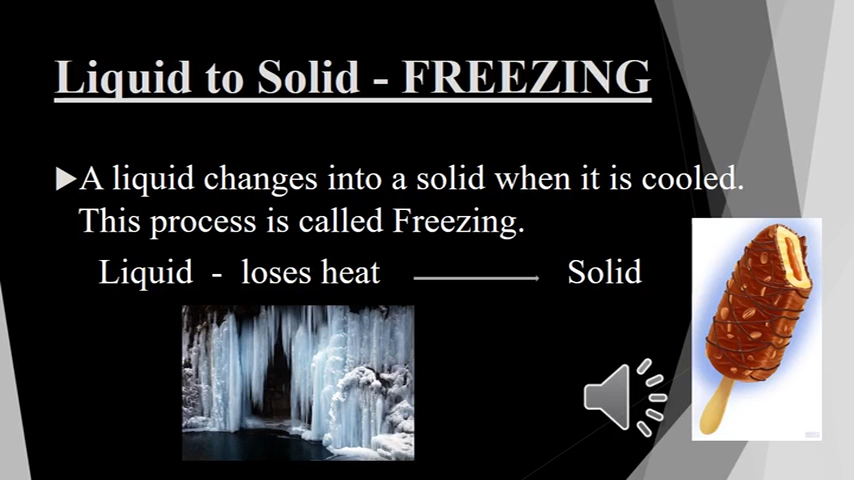 Liquid to Solid - FREEZING
A liquid changes into a solid when it is cooled.
This process is called Freezing.
Liquid - loses heat Solid